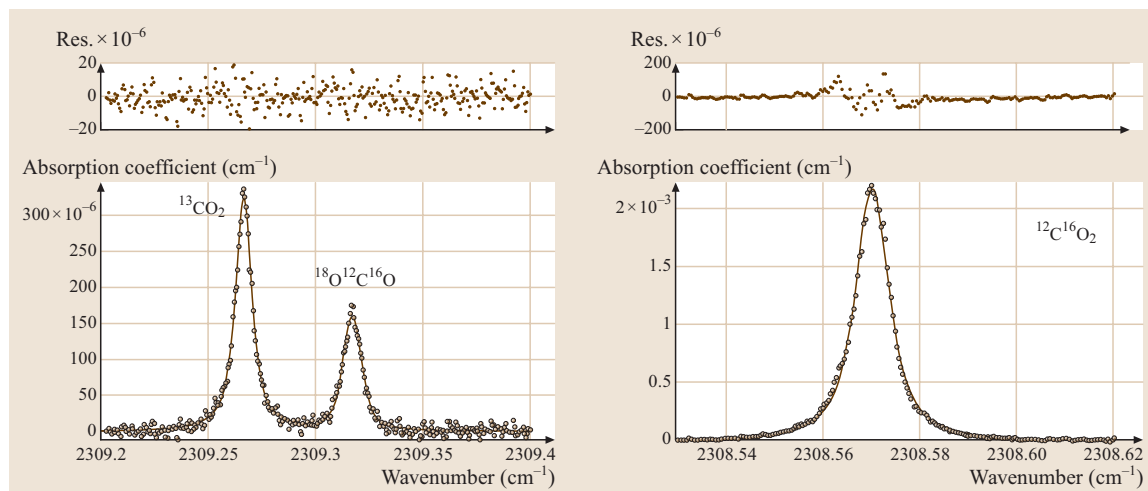 Res. × 10⁻⁶
20
0
−20
Absorption coefficient (cm⁻¹)
300 × 10⁻⁶
250
200
150
100
50
0
¹³CO₂
¹⁸O¹²C¹⁶O
2309.2 2309.25 2309.3 2309.35 2309.4
Wavenumber (cm⁻¹)
Res. × 10⁻⁶
200
0
−200
Absorption coefficient (cm⁻¹)
2 × 10⁻³
1.5
1
0.5
0
¹²C¹⁶O₂
2308.54 2308.56 2308.58 2308.60 2308.62
Wavenumber (cm⁻¹)